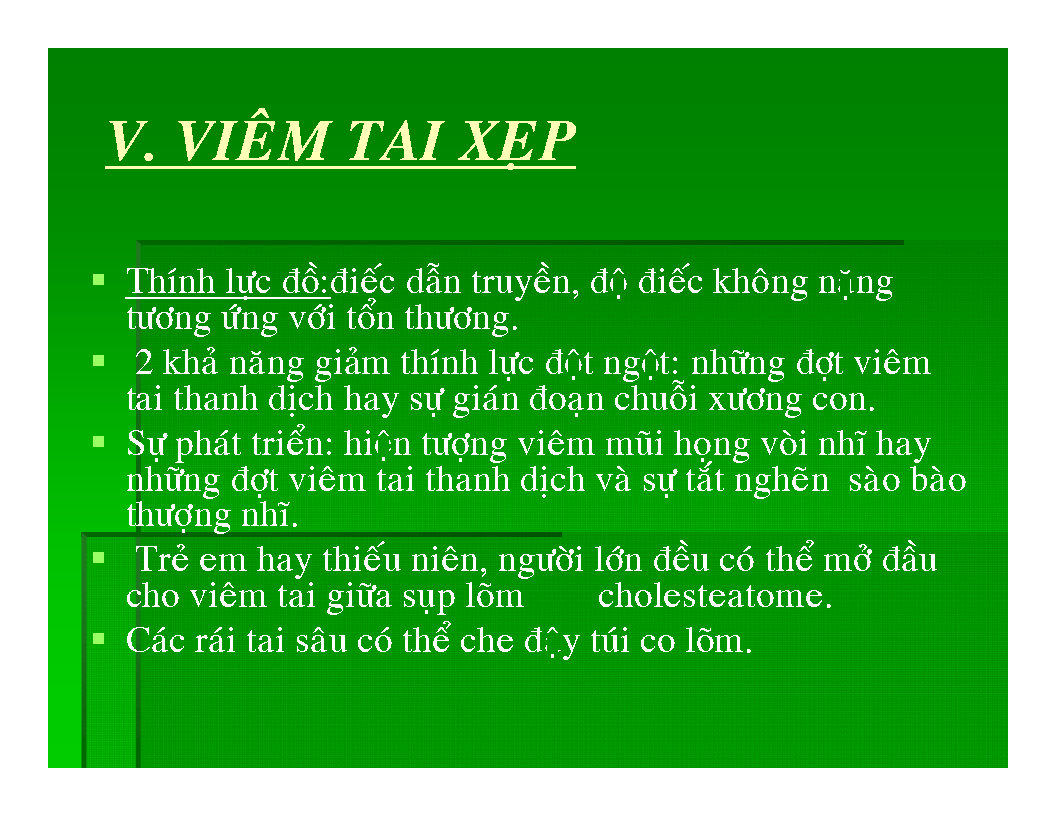 V. VIÊM TAI XẸP
▪ Thính lực đồ:điếc dẫn truyền, độ điếc không nặng
tương ứng với tổn thương.
▪ 2 khả năng giảm thính lực đột ngột: những đợt viêm
tai thanh dịch hay sự gián đoạn chuỗi xương con.
▪ Sự phát triển: hiện tượng viêm mũi họng vòi nhĩ hay
những đợt viêm tai thanh dịch và sự tắt nghẽn sào bào
thượng nhĩ.
▪ Trẻ em hay thiếu niên, người lớn đều có thể mở đầu
cho viêm tai giữa sụp lõm cholesteatome.
▪ Các rái tai sâu có thể che đậy túi co lõm.